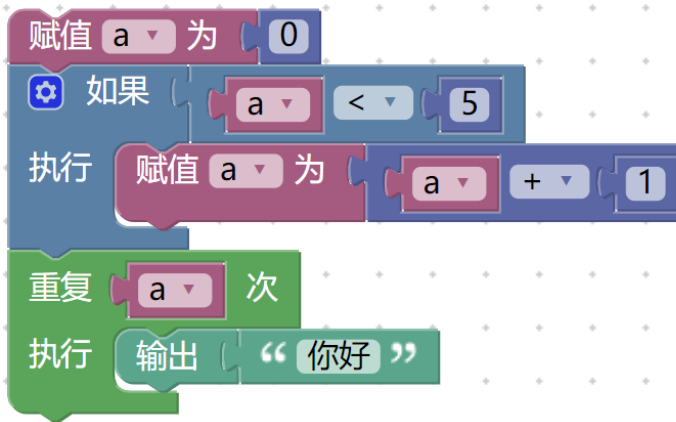 赋值 a 为 0
如果 a < 5
执行 赋值 a 为 a + 1
重复 a 次
执行 输出 “ 你好 ”